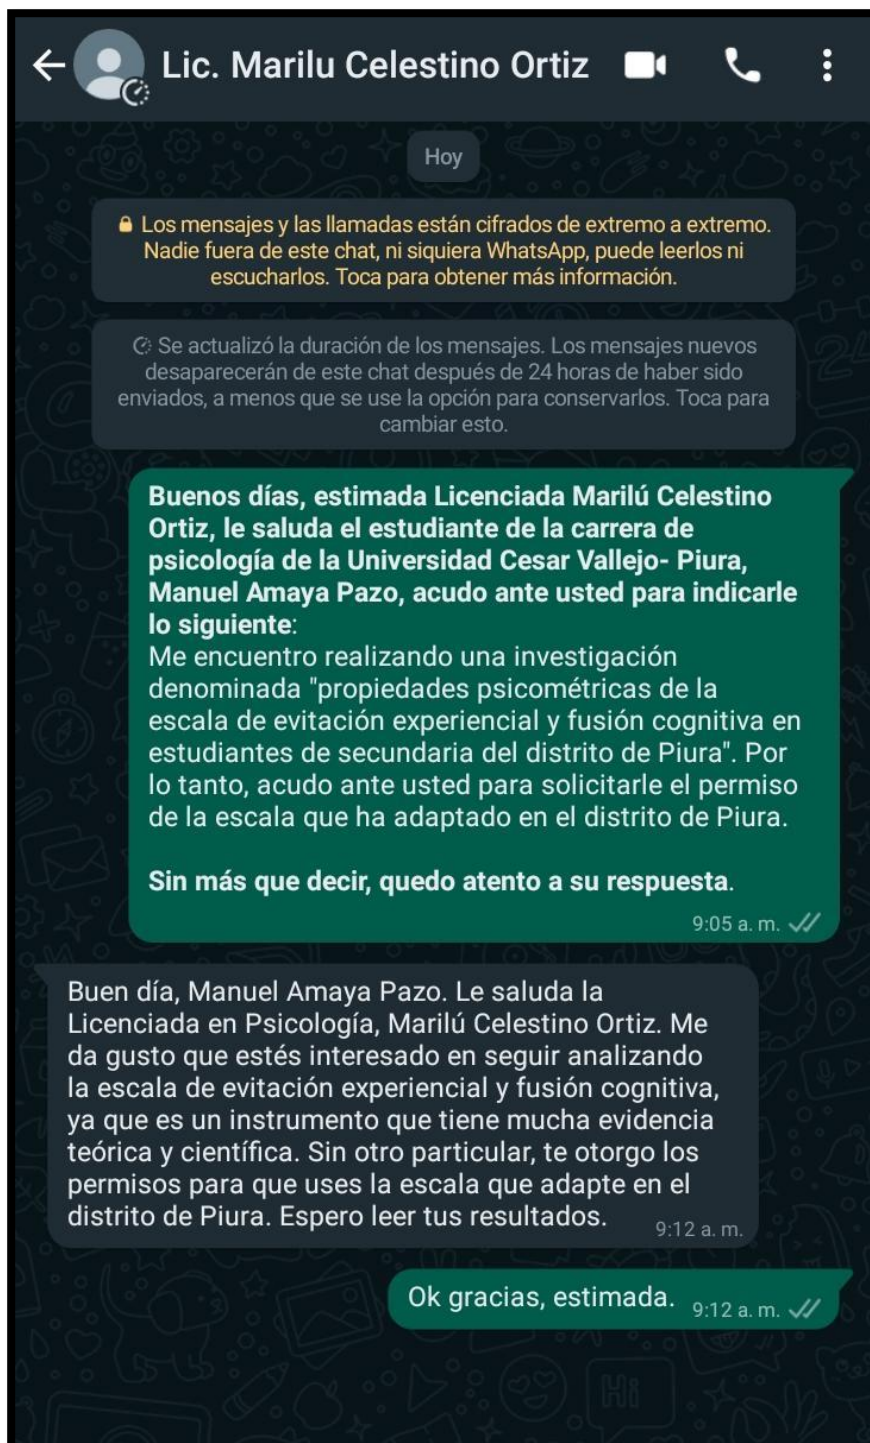 Lic. Marilu Celestino Ortiz
Hoy
Los mensajes y las llamadas están cifrados de extremo a extremo.
Nadie fuera de este chat, ni siquiera WhatsApp, puede leerlos ni
escucharlos. Toca para obtener más información.
Se actualizó la duración de los mensajes. Los mensajes nuevos
desaparecerán de este chat después de 24 horas de haber sido
enviados, a menos que se use la opción para conservarlos. Toca para
cambiar esto.
Buenos días, estimada Licenciada Marilú Celestino
Ortiz, le saluda el estudiante de la carrera de
psicología de la Universidad Cesar Vallejo- Piura,
Manuel Amaya Pazo, acudo ante usted para indicarle
lo siguiente:
Me encuentro realizando una investigación
denominada "propiedades psicométricas de la
escala de evitación experiencial y fusión cognitiva en
estudiantes de secundaria del distrito de Piura". Por
lo tanto, acudo ante usted para solicitarle el permiso
de la escala que ha adaptado en el distrito de Piura.
Sin más que decir, quedo atento a su respuesta.
9:05 a. m.
Buen día, Manuel Amaya Pazo. Le saluda la
Licenciada en Psicología, Marilú Celestino Ortiz. Me
da gusto que estés interesado en seguir analizando
la escala de evitación experiencial y fusión cognitiva,
ya que es un instrumento que tiene mucha evidencia
teórica y científica. Sin otro particular, te otorgo los
permisos para que uses la escala que adapte en el
distrito de Piura. Espero leer tus resultados.
9:12 a. m.
Ok gracias, estimada. 9:12 a. m.
Hi